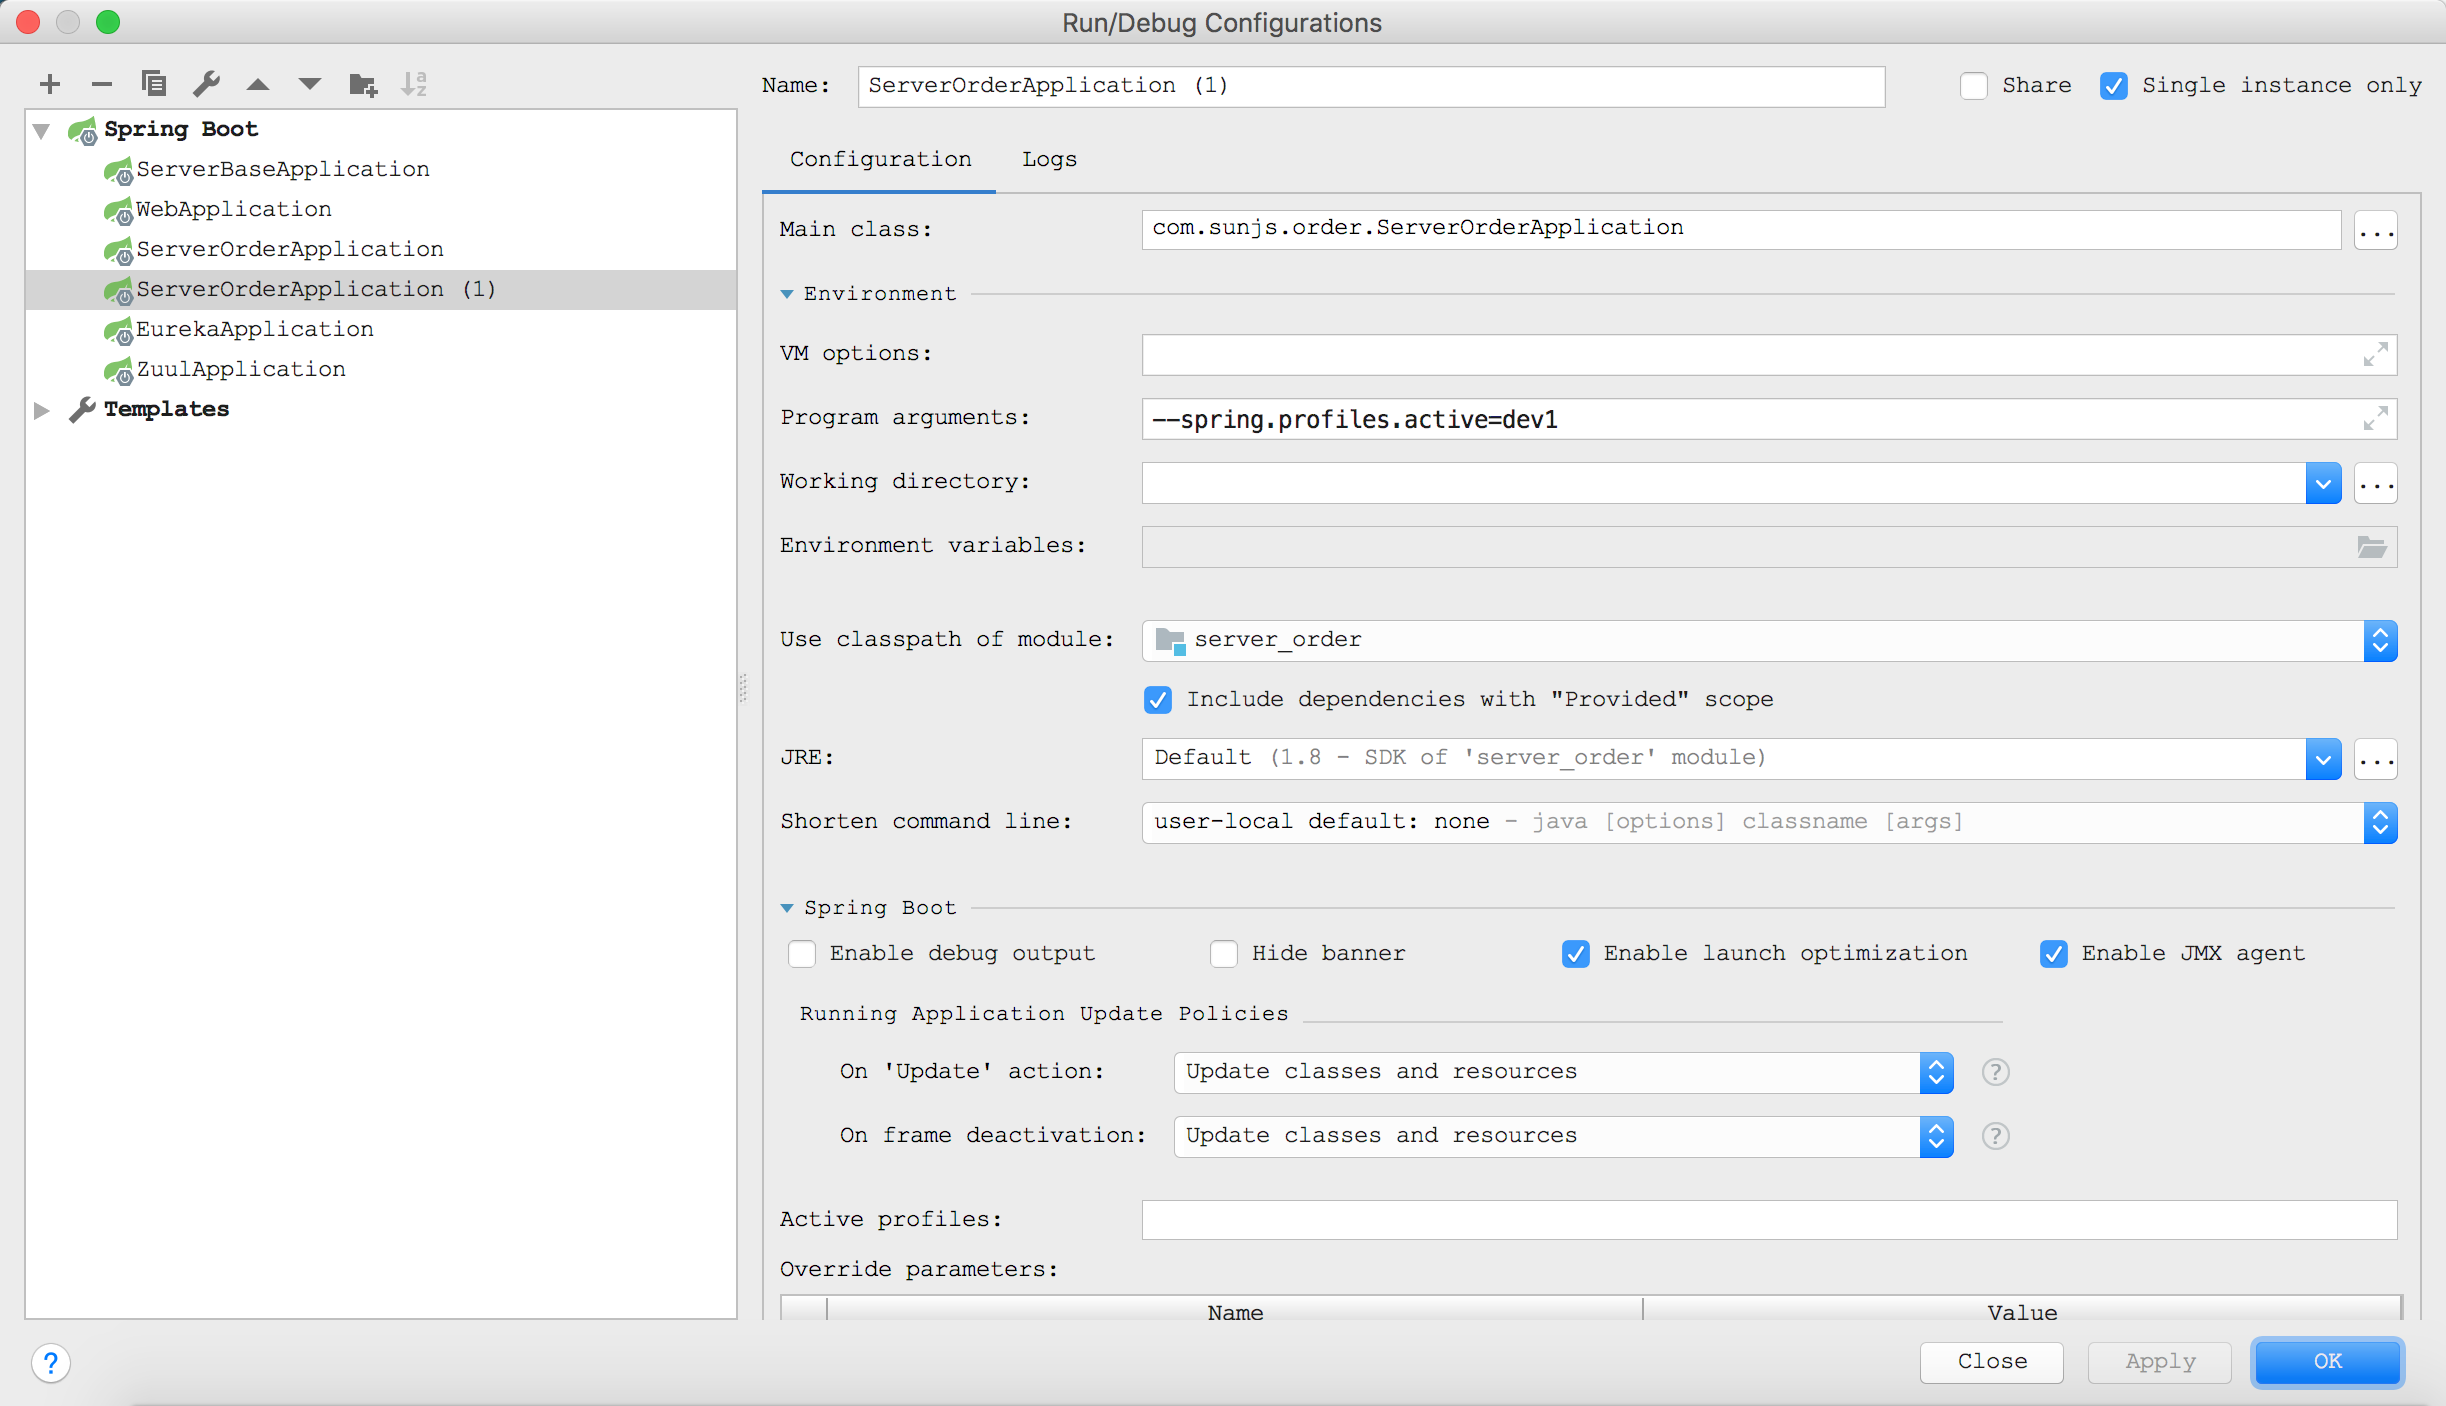 Run/Debug Configurations
Name: ServerOrderApplication (1) Share Single instance only
Spring Boot
ServerBaseApplication
WebApplication
ServerOrderApplication
ServerOrderApplication (1)
EurekaApplication
ZuulApplication
Templates
Configuration Logs
Main class: com.sunjs.order.ServerOrderApplication ...
Environment
VM options:
Program arguments: --spring.profiles.active=dev1
Working directory: ...
Environment variables:
Use classpath of module: server_order
Include dependencies with "Provided" scope
JRE: Default (1.8 - SDK of 'server_order' module) ...
Shorten command line: user-local default: none - java [options] classname [args]
Spring Boot
Enable debug output Hide banner Enable launch optimization Enable JMX agent
Running Application Update Policies
On 'Update' action: Update classes and resources ?
On frame deactivation: Update classes and resources ?
Active profiles:
Override parameters:
Name Value
? Close Apply OK